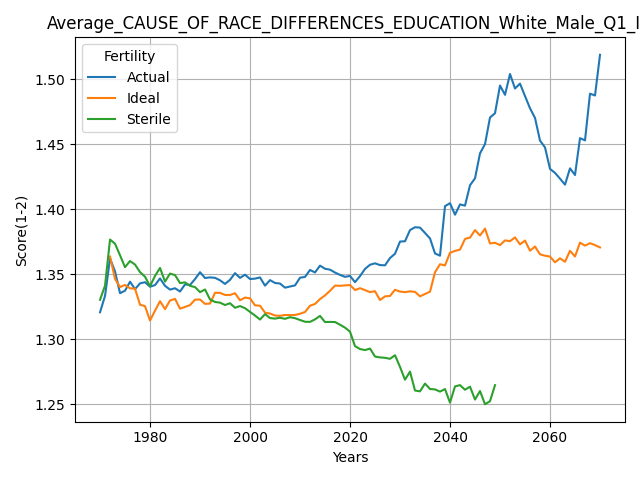 Average_CAUSE_OF_RACE_DIFFERENCES_EDUCATION_White_Male_Q1_I
Fertility
Actual
Ideal
Sterile
1.50
1.45
1.40
1.35
1.30
1.25
Score(1-2)
1980
2000
2020
2040
2060
Years